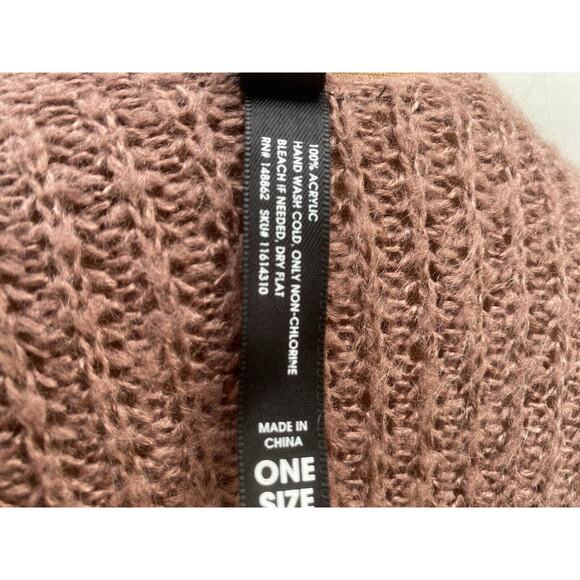 100% ACRYLIC
HAND WASH COLD, ONLY NON-CHLORINE
BLEACH IF NEEDED, DRY FLAT
RN# 148862 SKU# 11614310
MADE IN
CHINA
ONE
SIZE